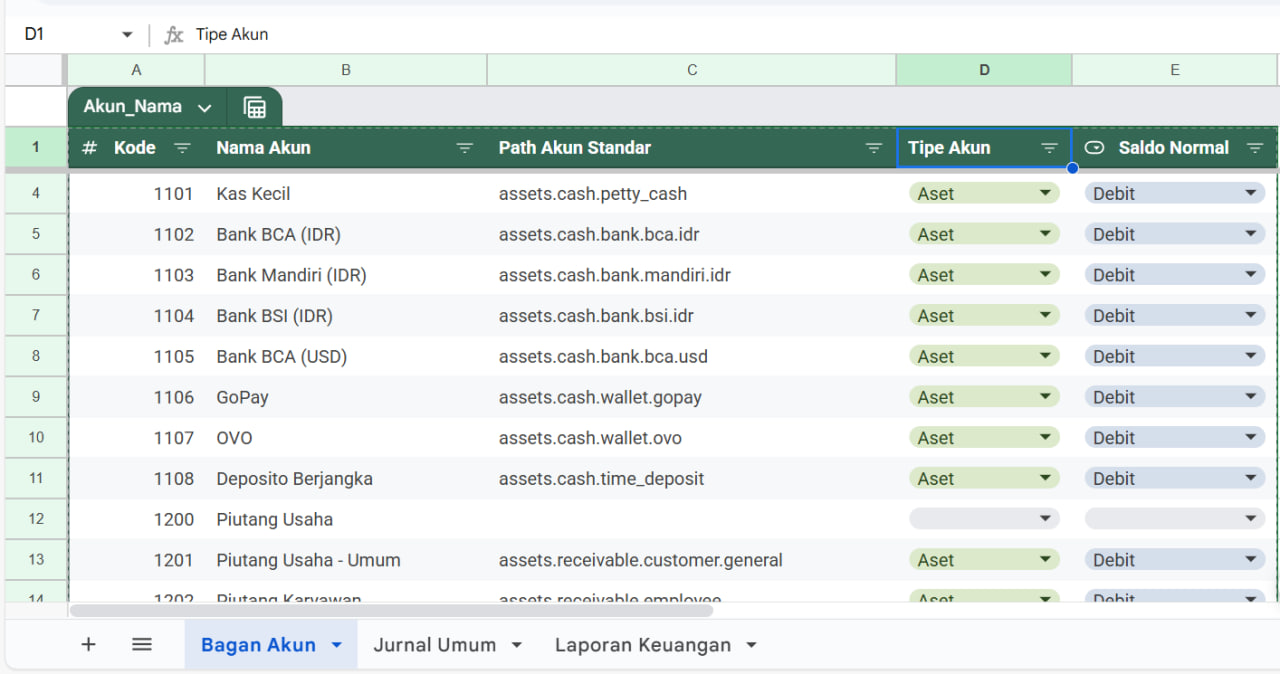 D1 fx Tipe Akun
A B C D E
Akun_Nama
1 # Kode Nama Akun Path Akun Standar Tipe Akun Saldo Normal
4 1101 Kas Kecil assets.cash.petty_cash Aset Debit
5 1102 Bank BCA (IDR) assets.cash.bank.bca.idr Aset Debit
6 1103 Bank Mandiri (IDR) assets.cash.bank.mandiri.idr Aset Debit
7 1104 Bank BSI (IDR) assets.cash.bank.bsi.idr Aset Debit
8 1105 Bank BCA (USD) assets.cash.bank.bca.usd Aset Debit
9 1106 GoPay assets.cash.wallet.gopay Aset Debit
10 1107 OVO assets.cash.wallet.ovo Aset Debit
11 1108 Deposito Berjangka assets.cash.time_deposit Aset Debit
12 1200 Piutang Usaha
13 1201 Piutang Usaha - Umum assets.receivable.customer.general Aset Debit
14 1202 Piutang Karyawan assets.receivable.employee Aset Debit
+ Bagan Akun Jurnal Umum Laporan Keuangan